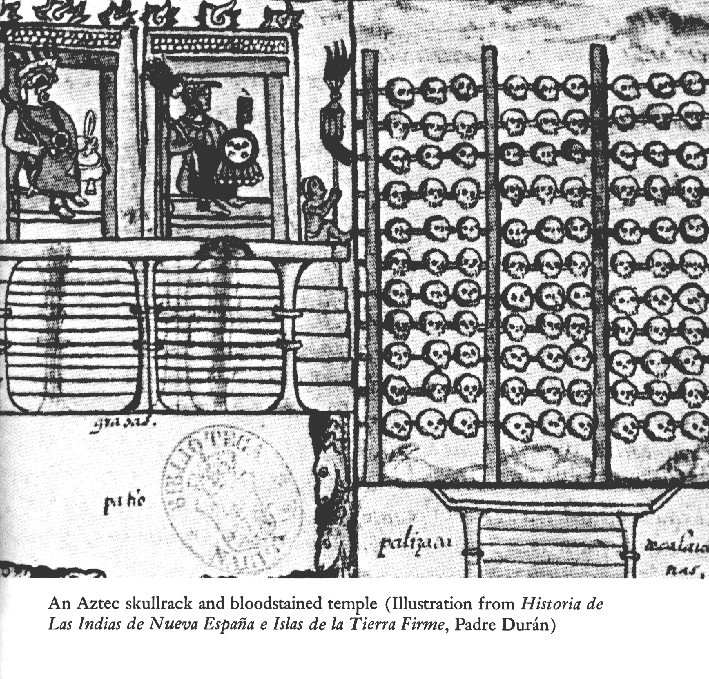 gradas.
patio
BIBLIOTECA
palizada
An Aztec skullrack and bloodstained temple (Illustration from Historia de
Las Indias de Nueva España e Islas de la Tierra Firme, Padre Durán)